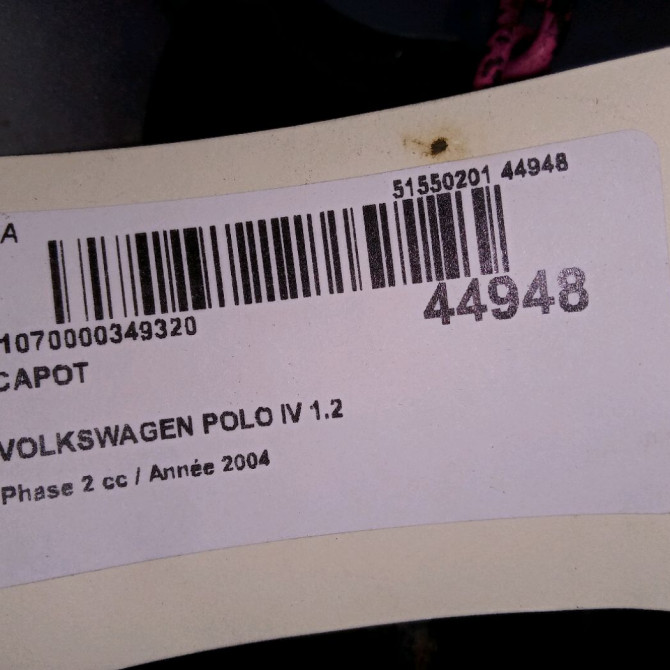 51550201 44948
A
44948
1070000349320
CAPOT
VOLKSWAGEN POLO IV 1.2
Phase 2 cc / Année 2004